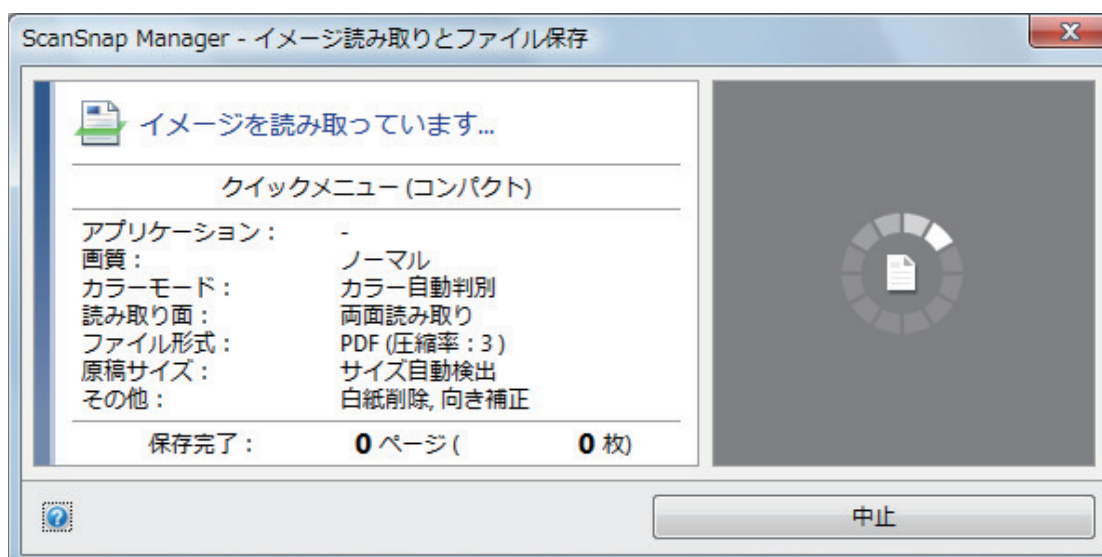 ScanSnap Manager - イメージ読み取りとファイル保存
イメージを読み取っています...
クイックメニュー (コンパクト)
アプリケーション : -
画質 : ノーマル
カラーモード : カラー自動判別
読み取り面 : 両面読み取り
ファイル形式 : PDF (圧縮率 : 3 )
原稿サイズ : サイズ自動検出
その他 : 白紙削除, 向き補正
保存完了 : 0 ページ ( 0 枚)
中止